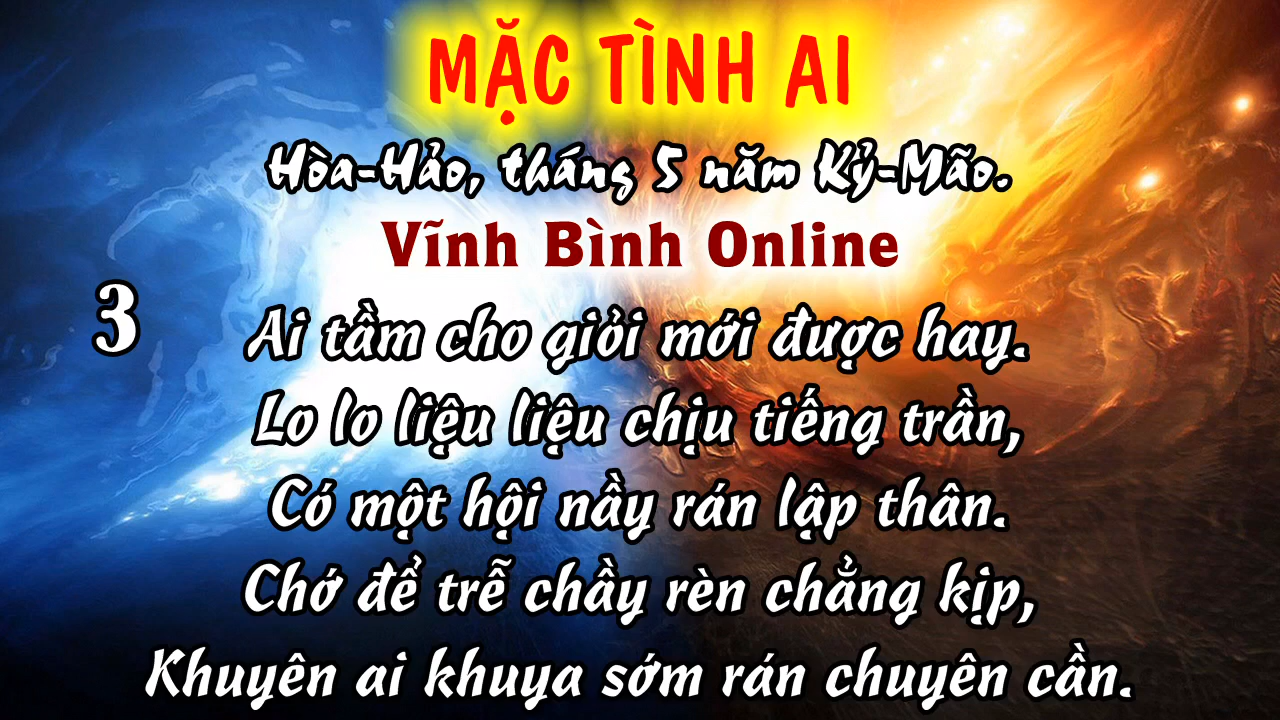 MẶC TÌNH AI
Hòa-Hảo, tháng 5 năm Kỷ-Mão.
Vĩnh Bình Online
3
Ai tầm cho giỏi mới được hay.
Lo lo liệu liệu chịu tiếng trần,
Có một hội nầy rán lập thân.
Chớ để trễ chầy rèn chẳng kịp,
Khuyên ai khuya sớm rán chuyên cần.